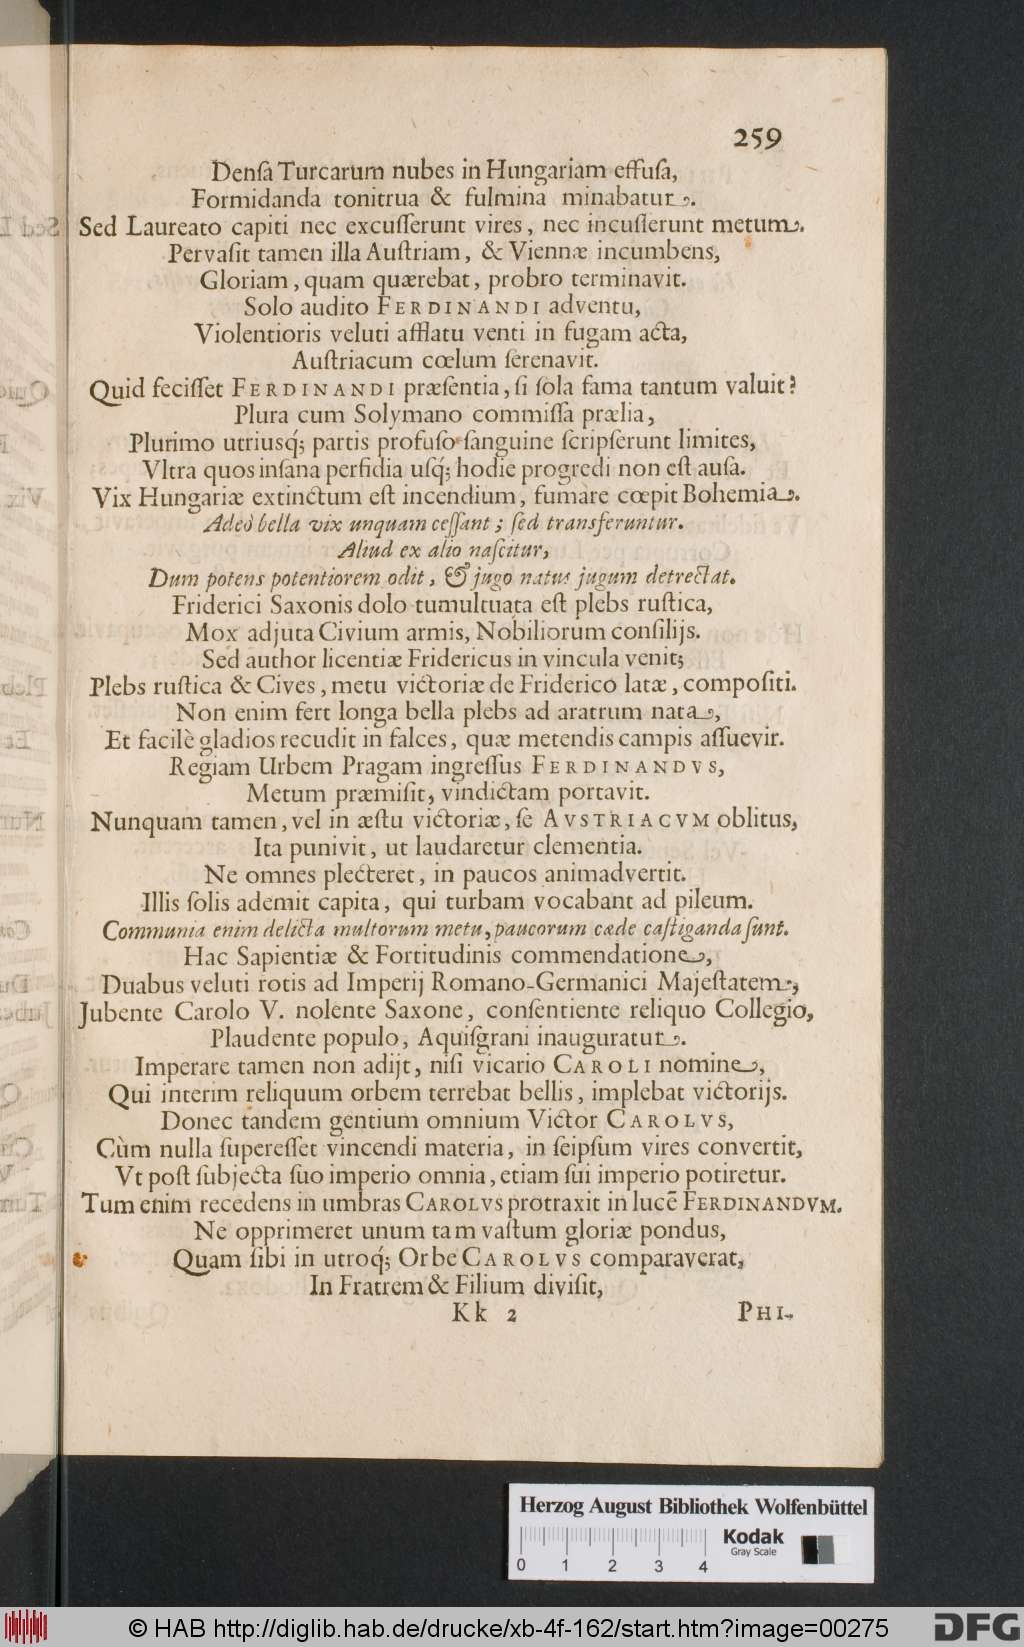 259
Denſa Turcarum nubes in Hungariam effuſa,
Formidanda tonitrua & fulmina minabatur.
Sed Laureato capiti nec excuſſerunt vires, nec incuſſerunt metum.
Pervaſit tamen illa Auſtriam, & Viennæ incumbens,
Gloriam, quam quærebat, probro terminavit.
Solo audito FERDINANDI adventu,
Violentioris veluti afflatu venti in fugam acta,
Auſtriacum cœlum ſerenavit.
Quid feciſſet FERDINANDI præſentia, ſi ſola fama tantum valuit?
Plura cum Solymano commiſſa prælia,
Plurimo utriusq́; partis profuſo ſanguine ſcripſerunt limites,
Vltra quos inſana perfidia uſq́; hodie progredi non eſt auſa.
Vix Hungariæ extinctum eſt incendium, fumare cœpit Bohemia.
Adeò bella vix unquam ceſſant; ſed transferuntur.
Aliud ex alio naſcitur,
Dum potens potentiorem odit, & jugo natus jugum detrectat.
Friderici Saxonis dolo tumultuata eſt plebs ruſtica,
Mox adjuta Civium armis, Nobiliorum conſilijs.
Sed author licentiæ Fridericus in vincula venit;
Plebs ruſtica & Cives, metu victoriæ de Friderico latæ, compoſiti.
Non enim fert longa bella plebs ad aratrum nata,
Et facilè gladios recudit in falces, quæ metendis campis aſſuevir.
Regiam Urbem Pragam ingreſſus FERDINANDVS,
Metum præmiſit, vindictam portavit.
Nunquam tamen, vel in æſtu victoriæ, ſe AVSTRIACVM oblitus,
Ita punivit, ut laudaretur clementia.
Ne omnes plecteret, in paucos animadvertit.
Illis ſolis ademit capita, qui turbam vocabant ad pileum.
Communia enim delicta multorum metu, paucorum cæde caſtiganda ſunt.
Hac Sapientiæ & Fortitudinis commendatione,
Duabus veluti rotis ad Imperij Romano-Germanici Majeſtatem,
Jubente Carolo V. nolente Saxone, conſentiente reliquo Collegio,
Plaudente populo, Aquiſgrani inauguratur.
Imperare tamen non adijt, niſi vicario CAROLI nomine,
Qui interim reliquum orbem terrebat bellis, implebat victorijs.
Donec tandem gentium omnium Victor CAROLVS,
Cùm nulla ſupereſſet vincendi materia, in ſeipſum vires convertit,
Vt poſt ſubjecta ſuo imperio omnia, etiam ſui imperio potiretur.
Tum enim recedens in umbras CAROLVS protraxit in lucē FERDINANDVM.
Ne opprimeret unum tam vaſtum gloriæ pondus,
Quam ſibi in utroq́; Orbe CAROLVS comparaverat,
In Fratrem & Filium diviſit,
Kk 2 PHI-
Herzog August Bibliothek Wolfenbüttel
Kodak
Gray Scale
0 1 2 3 4
© HAB http://diglib.hab.de/drucke/xb-4f-162/start.htm?image=00275
DFG